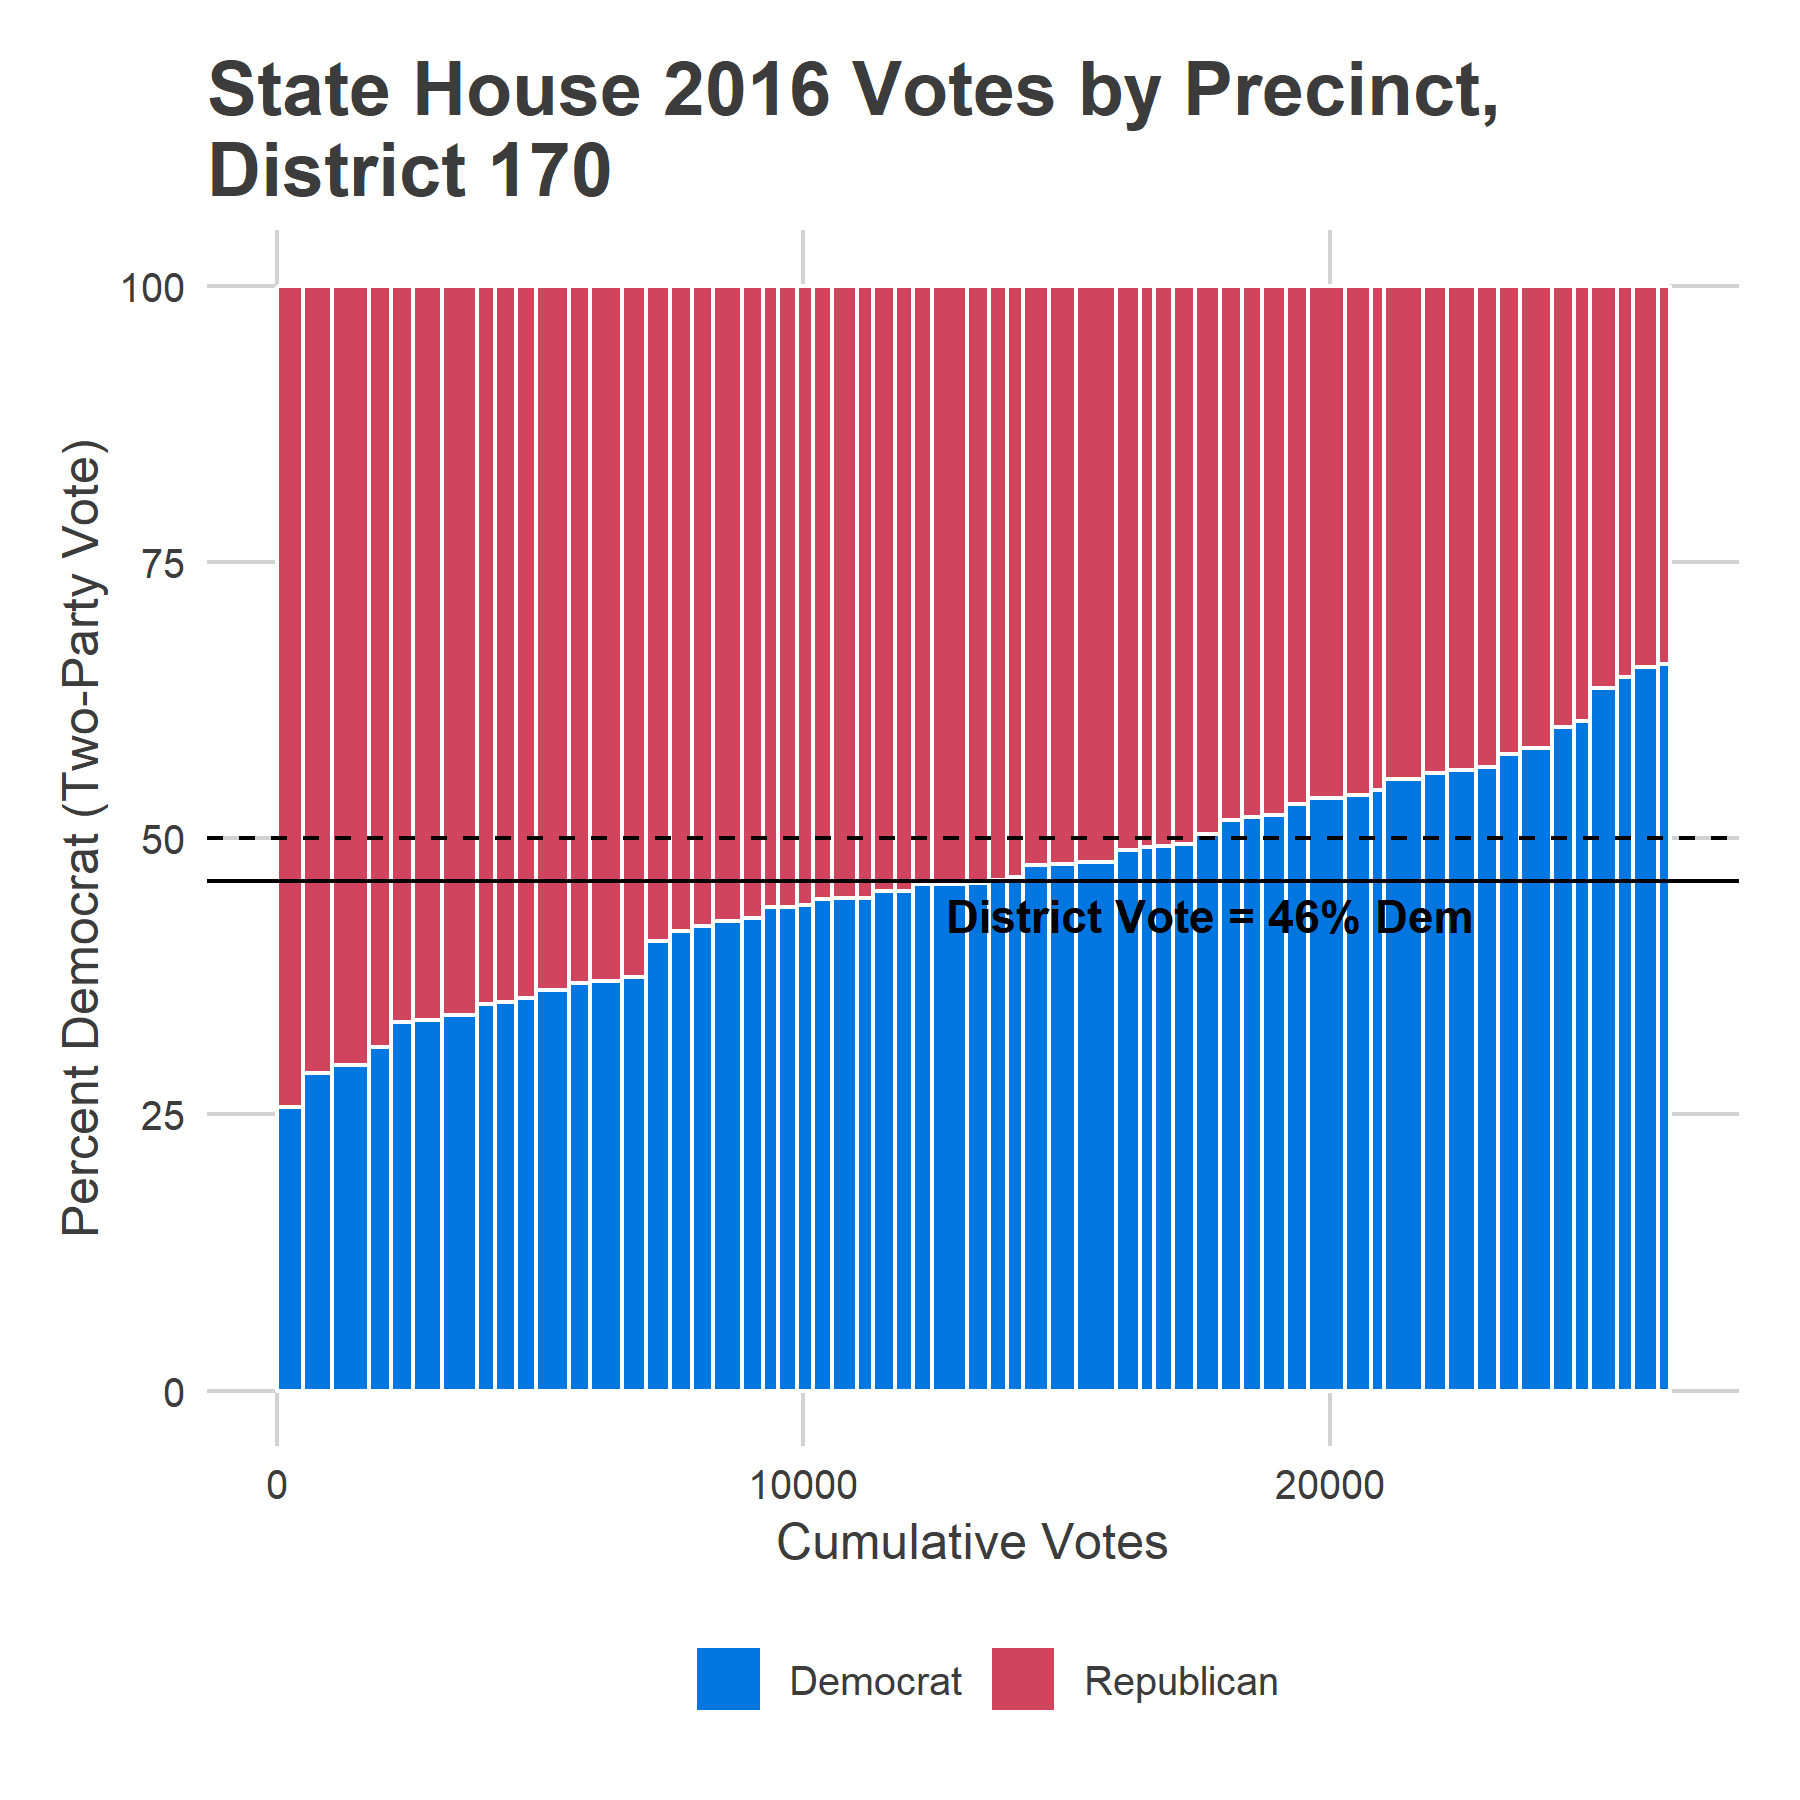 State House 2016 Votes by Precinct,
District 170
Percent Democrat (Two-Party Vote)
100
75
50
25
0
District Vote = 46% Dem
0
10000
20000
Cumulative Votes
Democrat
Republican